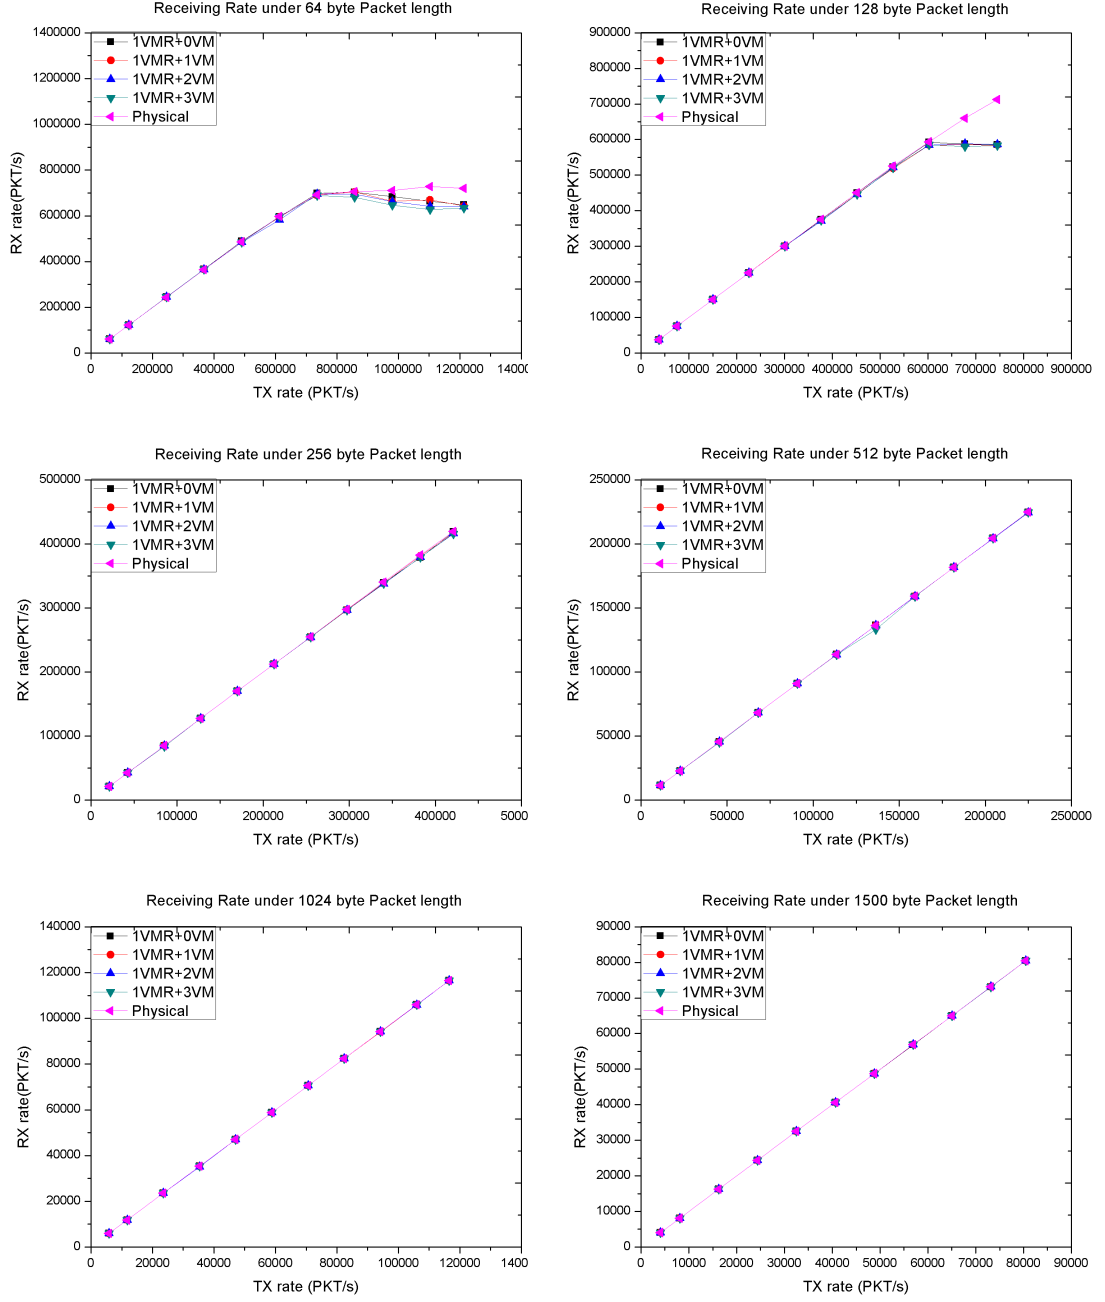 Receiving Rate under 64 byte Packet length
1400000
1200000
1000000
800000
600000
400000
200000
0
RX rate(PKT/s)
1VMR+0VM
1VMR+1VM
1VMR+2VM
1VMR+3VM
Physical
0 200000 400000 600000 800000 1000000 1200000 14000
TX rate (PKT/s)
Receiving Rate under 128 byte Packet length
900000
800000
700000
600000
500000
400000
300000
200000
100000
0
RX rate(PKT/s)
1VMR+0VM
1VMR+1VM
1VMR+2VM
1VMR+3VM
Physical
0 100000 200000 300000 400000 500000 600000 700000 800000 900000
TX rate (PKT/s)
Receiving Rate under 256 byte Packet length
500000
400000
300000
200000
100000
0
RX rate(PKT/s)
1VMR+0VM
1VMR+1VM
1VMR+2VM
1VMR+3VM
Physical
0 100000 200000 300000 400000 5000
TX rate (PKT/s)
Receiving Rate under 512 byte Packet length
250000
200000
150000
100000
50000
0
RX rate(PKT/s)
1VMR+0VM
1VMR+1VM
1VMR+2VM
1VMR+3VM
Physical
0 50000 100000 150000 200000 250000
TX rate (PKT/s)
Receiving Rate under 1024 byte Packet length
140000
120000
100000
80000
60000
40000
20000
0
RX rate(PKT/s)
1VMR+0VM
1VMR+1VM
1VMR+2VM
1VMR+3VM
Physical
0 20000 40000 60000 80000 100000 120000 1400
TX rate (PKT/s)
Receiving Rate under 1500 byte Packet length
90000
80000
70000
60000
50000
40000
30000
20000
10000
0
RX rate(PKT/s)
1VMR+0VM
1VMR+1VM
1VMR+2VM
1VMR+3VM
Physical
0 10000 20000 30000 40000 50000 60000 70000 80000 90000
TX rate (PKT/s)